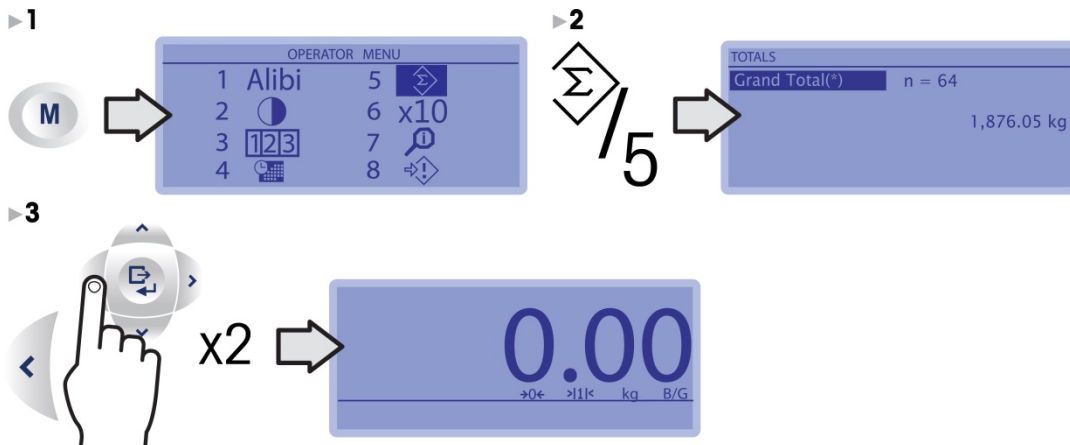 ▶1
M
OPERATOR MENU
1 Alibi 5 Σ
2 6 x10
3 123 7 i
4 8 !
▶2
Σ/5
TOTALS
Grand Total(*) n = 64
1,876.05 kg
▶3
x2
0.00
→0← >|1|< kg B/G